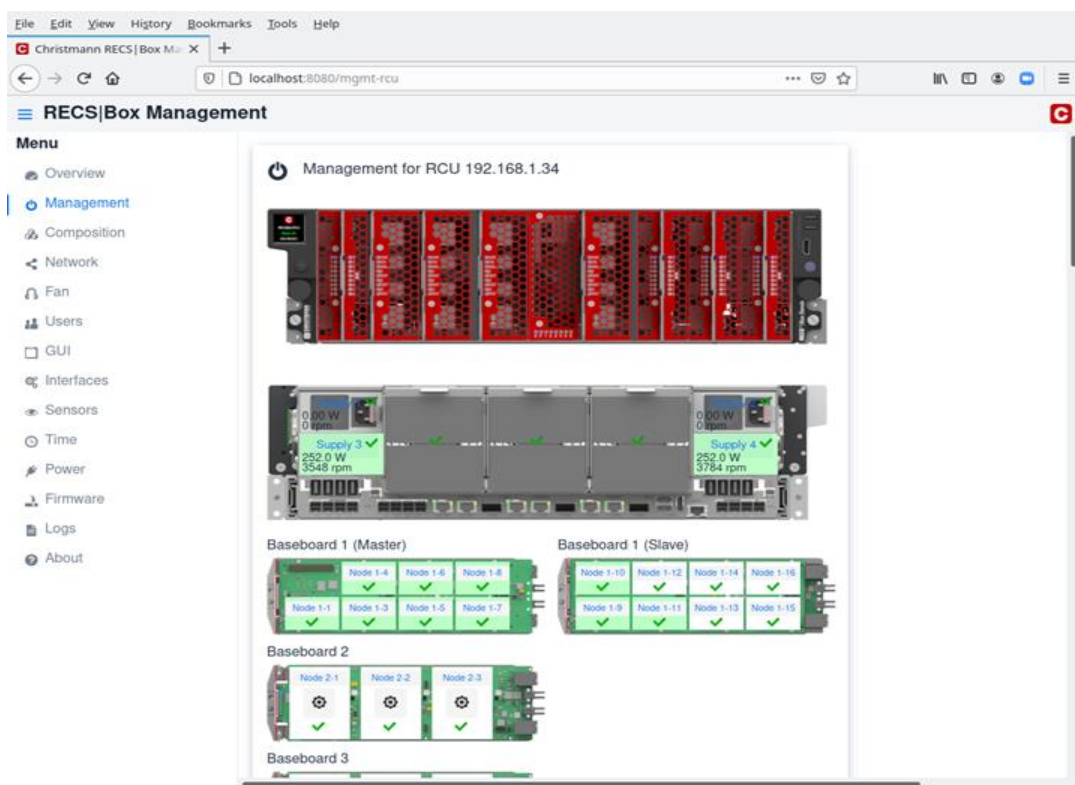 File Edit View History Bookmarks Tools Help
Christmann RECS|Box Ma
localhost:8080/mgmt-rcu
RECS|Box Management
Menu
Overview
Management
Composition
Network
Fan
Users
GUI
Interfaces
Sensors
Time
Power
Firmware
Logs
About
Management for RCU 192.168.1.34
0.00 W
0 rpm
0.00 W
0 rpm
Supply 3
252.0 W
3548 rpm
Supply 4
252.0 W
3784 rpm
Baseboard 1 (Master)
Node 1-4 Node 1-6 Node 1-8
Node 1-1 Node 1-3 Node 1-5 Node 1-7
Baseboard 1 (Slave)
Node 1-10 Node 1-12 Node 1-14 Node 1-16
Node 1-9 Node 1-11 Node 1-13 Node 1-15
Baseboard 2
Node 2-1 Node 2-2 Node 2-3
Baseboard 3